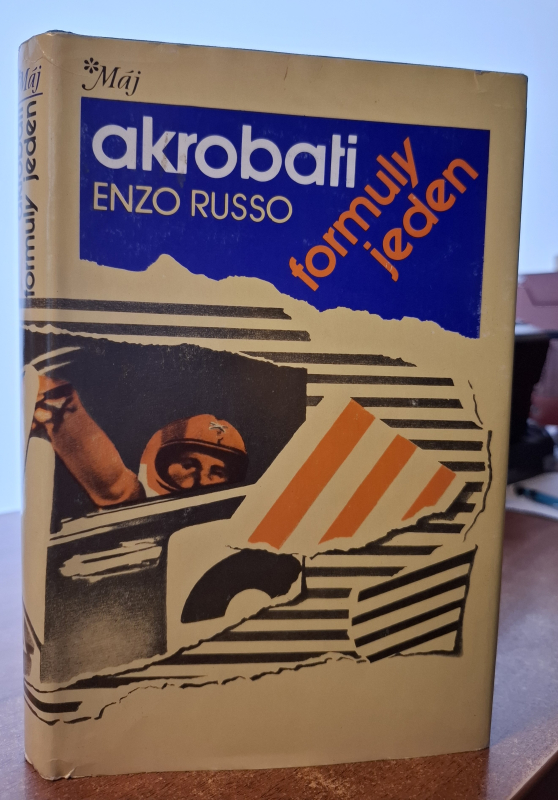 *Máj
akrobati
ENZO RUSSO
formuly
jeden
Máj
akrobati
formuly jeden